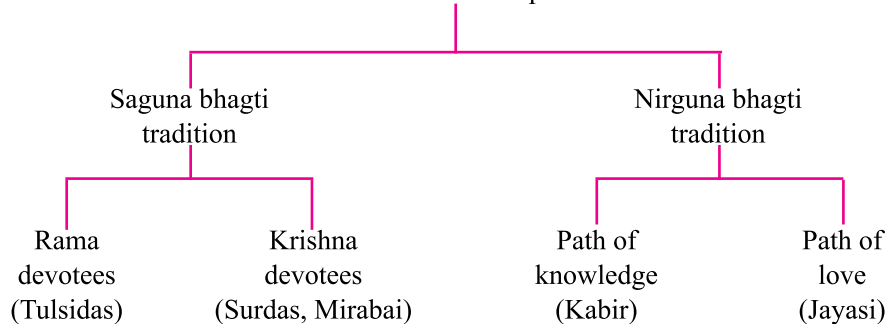 Saguna bhagti
tradition
Nirguna bhagti
tradition
Rama
devotees
(Tulsidas)
Krishna
devotees
(Surdas, Mirabai)
Path of
knowledge
(Kabir)
Path of
love
(Jayasi)